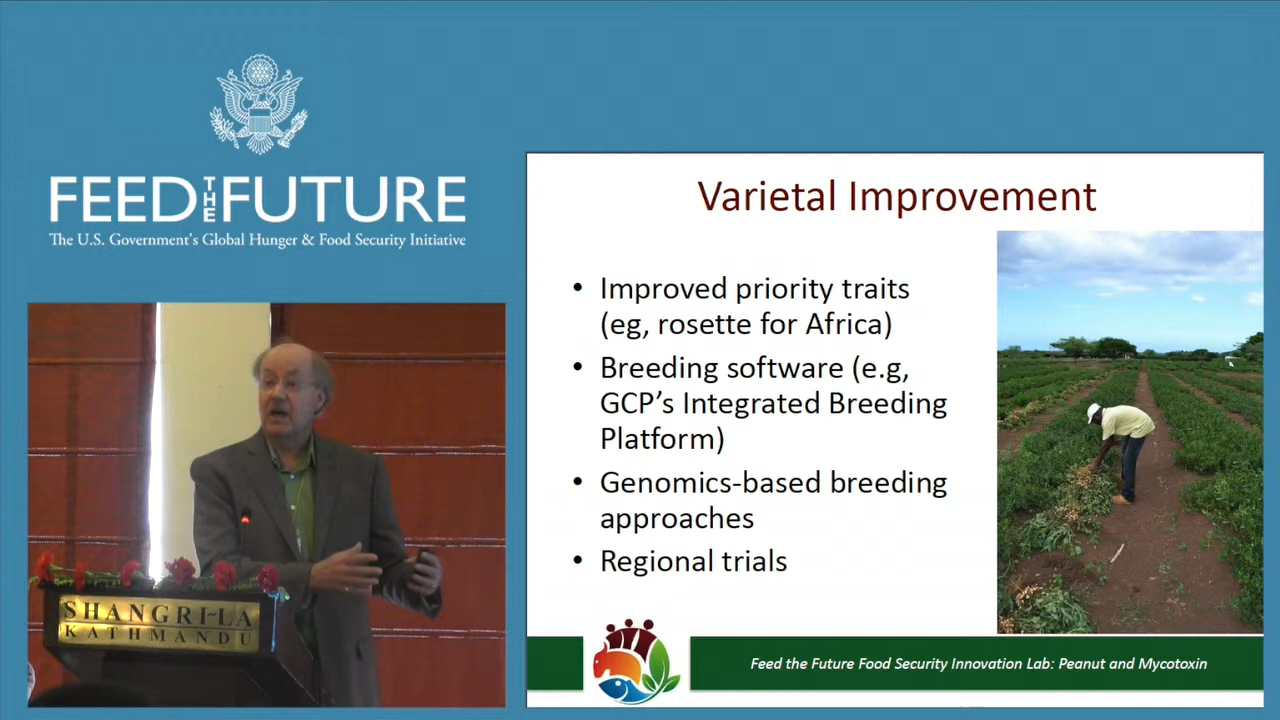 FEED THE FUTURE
The U.S. Government's Global Hunger & Food Security Initiative
SHANGRI-LA
KATHMANDU
Varietal Improvement
• Improved priority traits
(eg, rosette for Africa)
• Breeding software (e.g,
GCP's Integrated Breeding
Platform)
• Genomics-based breeding
approaches
• Regional trials
Feed the Future Food Security Innovation Lab: Peanut and Mycotoxin